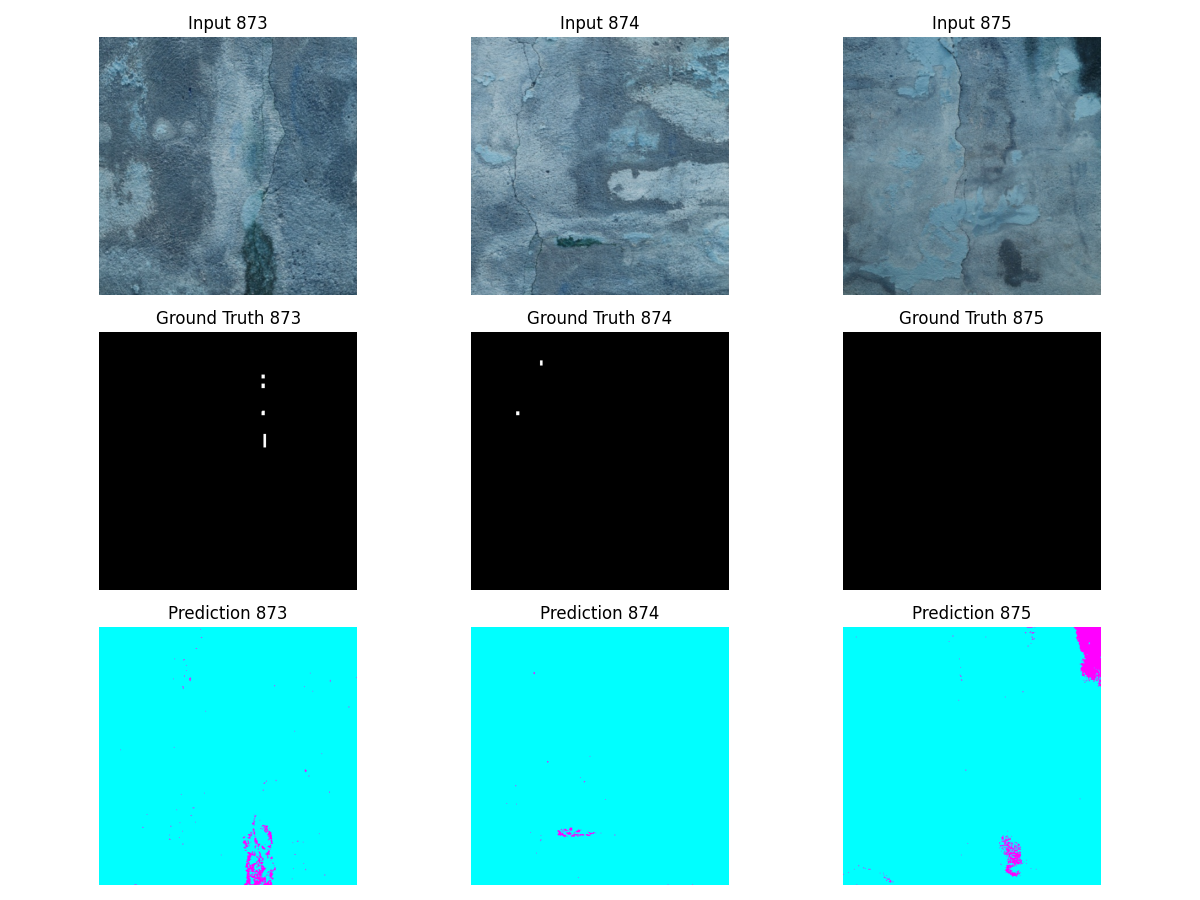 Input 873
Input 874
Input 875
Ground Truth 873
Ground Truth 874
Ground Truth 875
Prediction 873
Prediction 874
Prediction 875